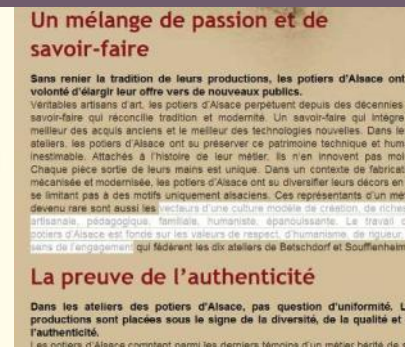 Un mélange de passion et de
savoir-faire
Sans renier la tradition de leurs productions, les potiers d'Alsace ont
volonté d'élargir leur offre vers de nouveaux publics.
Véritables artisans d'art, les potiers d'Alsace perpétuent depuis des décennies
savoir-faire qui réconcilie tradition et modernité. Un savoir-faire qui intègre
meilleur des acquis anciens et le meilleur des technologies nouvelles. Dans le
ateliers, les potiers d'Alsace ont su préserver ce patrimoine technique et hum
inestimable. Attachés à l'histoire de leur métier, ils n'en innovent pas moi
Chaque pièce sortie de leurs mains est unique. Dans un contexte de fabricat
mécanisée et modernisée, les potiers d'Alsace ont su diversifier leurs décors en
se limitant pas à des motifs uniquement alsaciens. Ces représentants d'un mét
devenu rare sont aussi les vecteurs d'une culture modèle de création, de riches
artisanale, pédagogique, familiale, humaniste, épanouissante. Le travail d
potiers d'Alsace est fondé sur les valeurs de respect, d'humanisme, de rigueur,
sens de l'engagement qui fédèrent les dix ateliers de Betschdorf et Soufflenheim
La preuve de l'authenticité
Dans les ateliers des potiers d'Alsace, pas question d'uniformité. L
productions sont placées sous le signe de la diversité, de la qualité et
l'authenticité.
Les potiers d'Alsace comptent parmi les derniers témoins d'un métier hérité de s